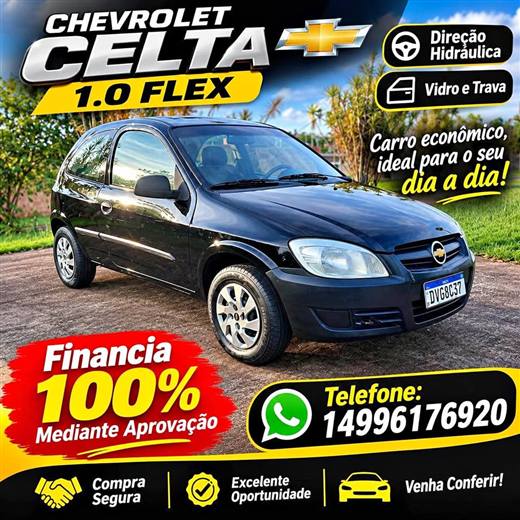 CHEVROLET
CELTA
1.0 FLEX
Direção
Hidráulica
Vidro e Trava
Carro econômico,
ideal para o seu
dia a dia!
DVG8C37
Financia
100%
Mediante Aprovação
Telefone:
14996176920
Compra
Segura
Excelente
Oportunidade
Venha Conferir!